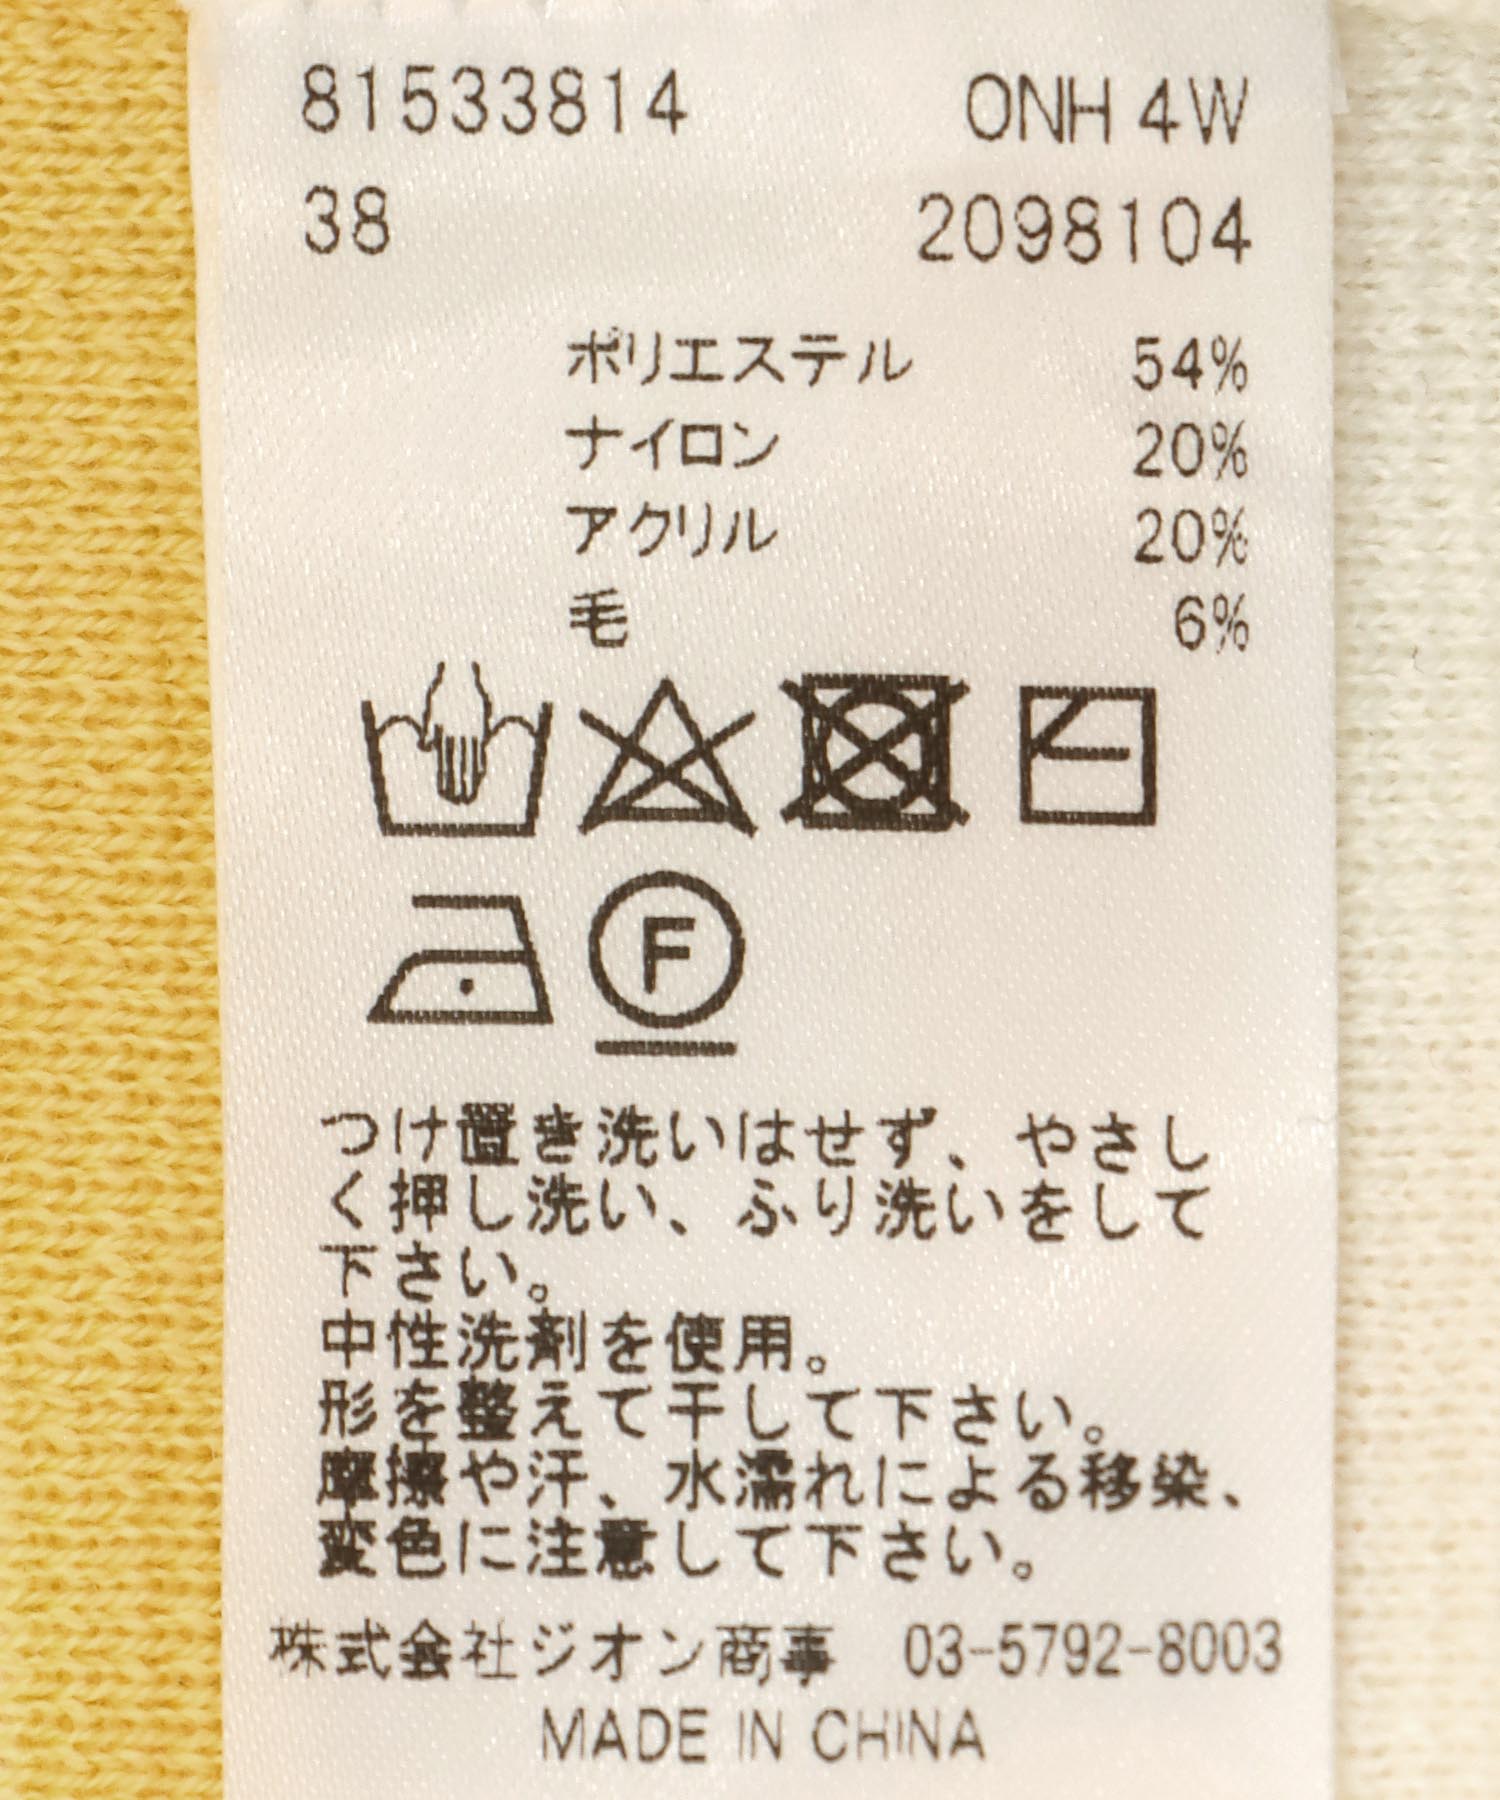 81533814 ONH 4W
38 2098104
ポリエステル 54%
ナイロン 20%
アクリル 20%
毛 6%
F
つけ置き洗いはせず、やさし
く押し洗い、ふり洗いをして
下さい。
中性洗剤を使用。
形を整えて干して下さい。
摩擦や汗、水濡れによる移染、
変色に注意して下さい。
株式会社ジオン商事 03-5792-8003
MADE IN CHINA